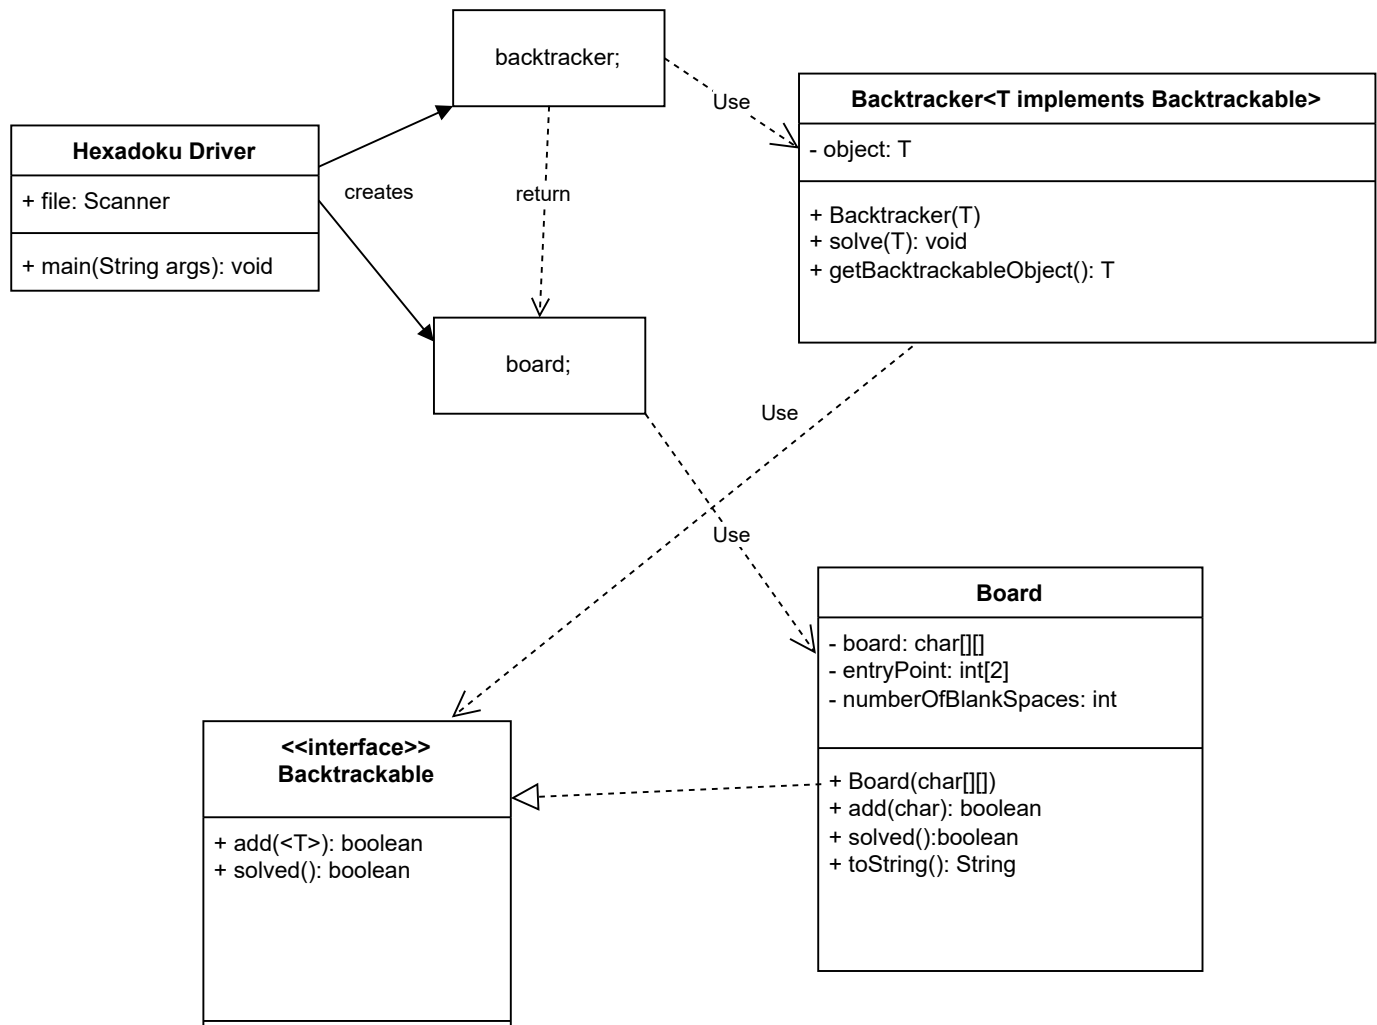 backtracker;
Use
Backtracker<T implements Backtrackable>
- object: T
+ Backtracker(T)
+ solve(T): void
+ getBacktrackableObject(): T
Hexadoku Driver
+ file: Scanner
+ main(String args): void
creates
return
board;
Use
Use
Board
- board: char[][]
- entryPoint: int[2]
- numberOfBlankSpaces: int
+ Board(char[][])
+ add(char): boolean
+ solved():boolean
+ toString(): String
<<interface>>
Backtrackable
+ add(<T>): boolean
+ solved(): boolean